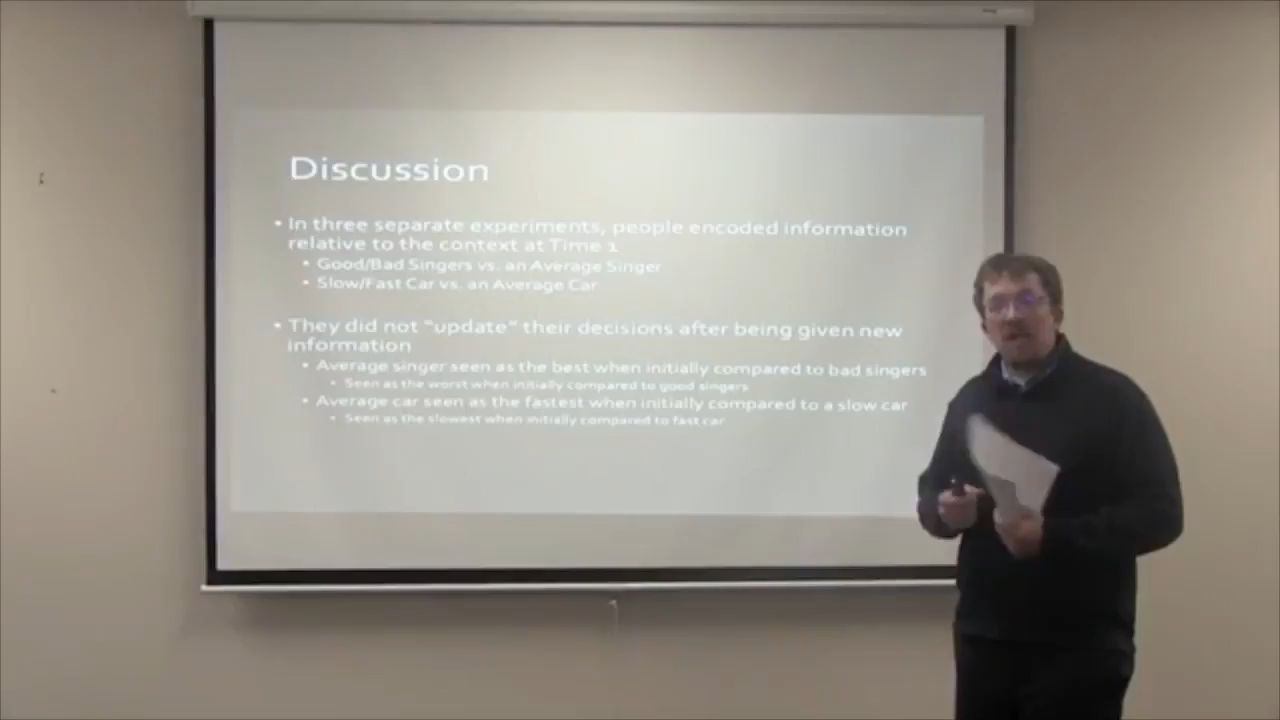 Discussion
• In three separate experiments, people encoded information
relative to the context at Time 1
• Good/Bad Singers vs. an Average Singer
• Slow/Fast Car vs. an Average Car
• They did not "update" their decisions after being given new
information
• Average singer seen as the best when initially compared to bad singers
• Seen as the worst when initially compared to good singers
• Average car seen as the fastest when initially compared to a slow car
• Seen as the slowest when initially compared to fast car